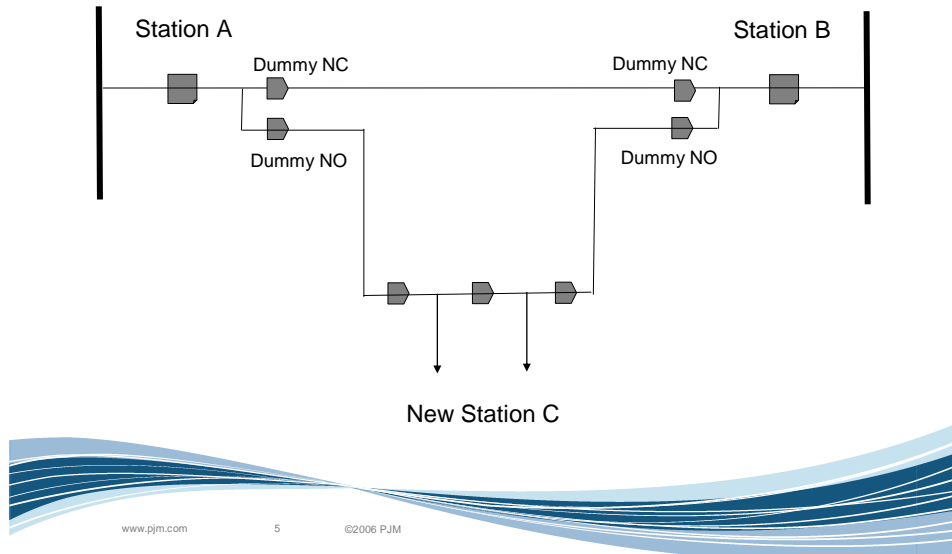 Station A
Station B
Dummy NC
Dummy NC
Dummy NO
Dummy NO
New Station C
www.pjm.com 5 ©2006 PJM